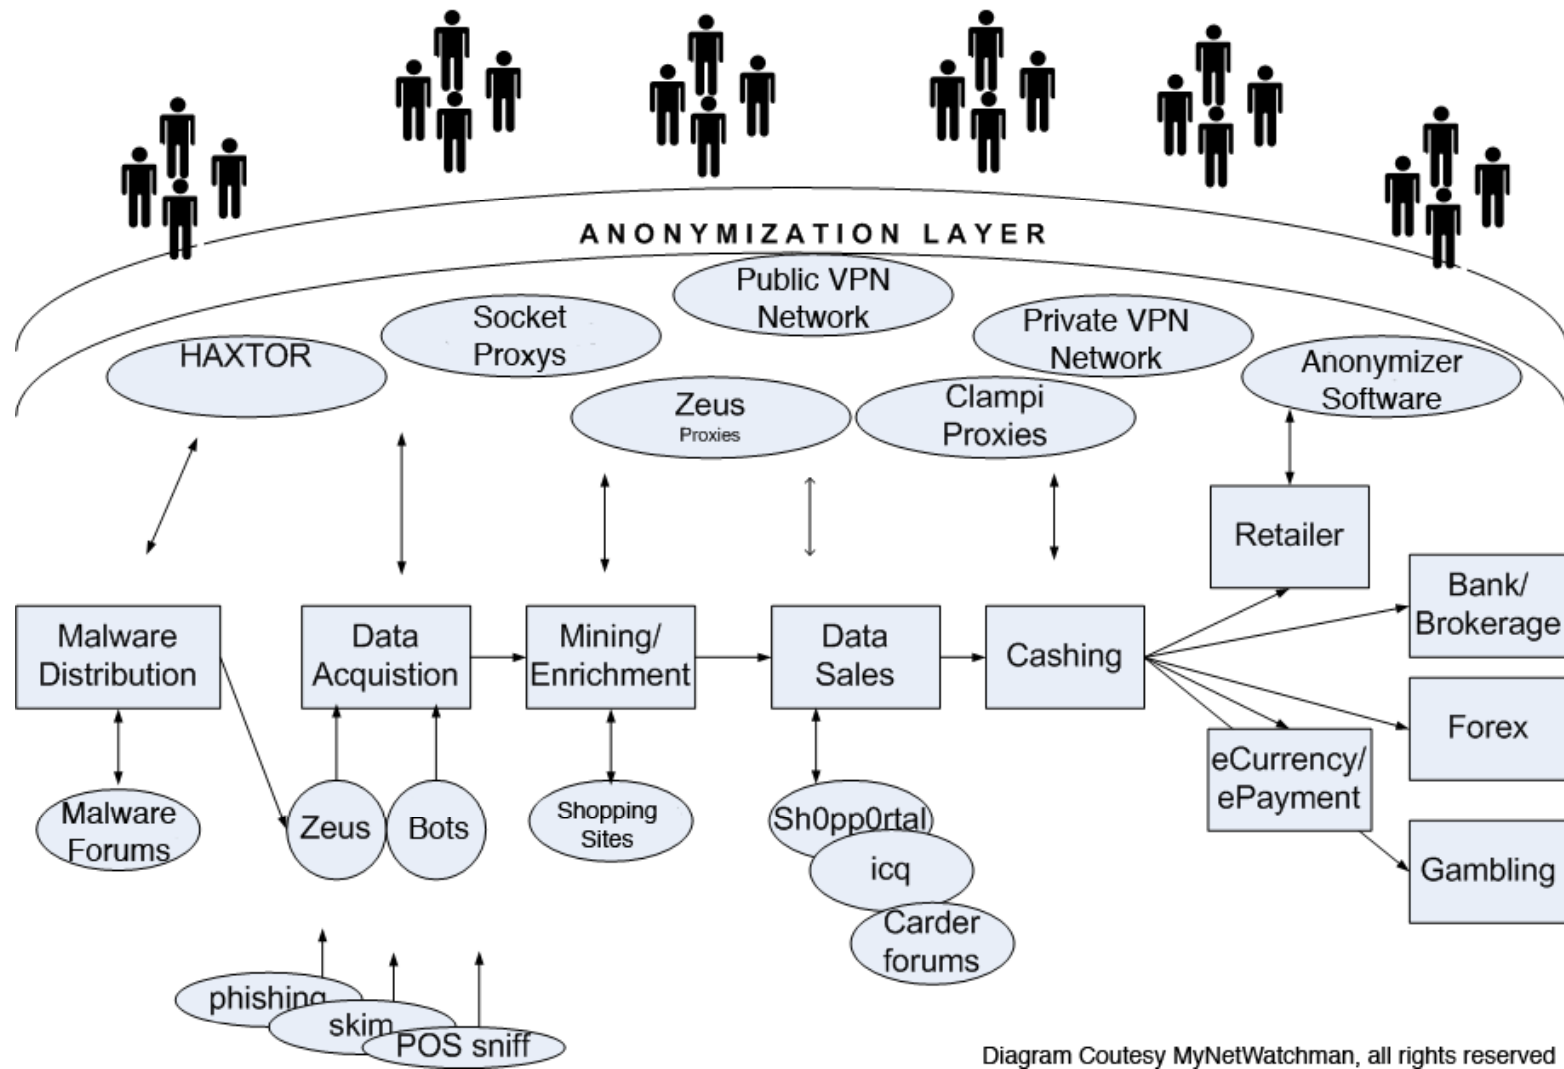 ANONYMIZATION LAYER
Public VPN
Network
Socket
Proxys
Private VPN
Network
HAXTOR
Anonymizer
Software
Zeus
Proxies
Clampi
Proxies
Retailer
Bank/
Brokerage
Malware
Distribution
Data
Acquistion
Mining/
Enrichment
Data
Sales
Cashing
Forex
eCurrency/
ePayment
Malware
Forums
Zeus
Bots
Shopping
Sites
Sh0pp0rtal
icq
Carder
forums
Gambling
phishing
skim
POS sniff
Diagram Coutesy MyNetWatchman, all rights reserved